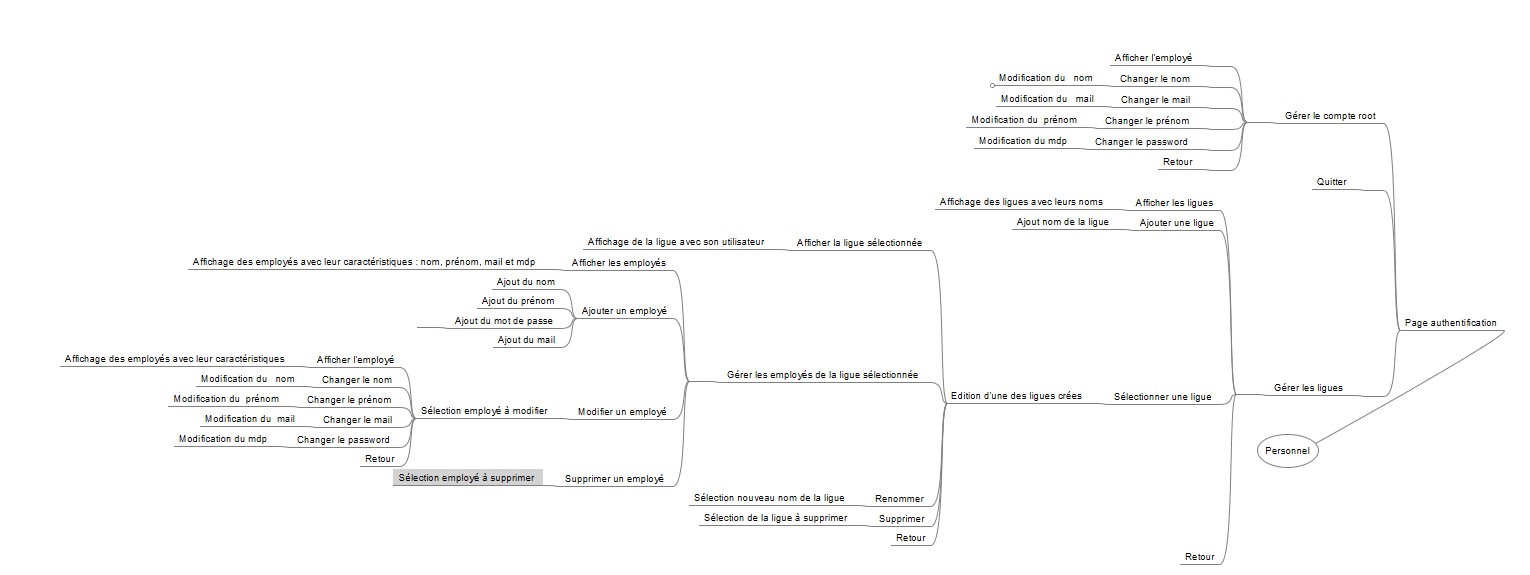 Afficher l'employé
Modification du nom
Changer le nom
Modification du mail
Changer le mail
Gérer le compte root
Modification du prénom
Changer le prénom
Modification du mdp
Changer le password
Retour
Quitter
Affichage des ligues avec leurs noms
Afficher les ligues
Ajout nom de la ligue
Ajouter une ligue
Affichage de la ligue avec son utilisateur
Afficher la ligue sélectionnée
Affichage des employés avec leur caractéristiques : nom, prénom, mail et mdp
Afficher les employés
Ajout du nom
Ajout du prénom
Ajouter un employé
Ajout du mot de passe
Ajout du mail
Page authentification
Affichage des employés avec leur caractéristiques
Afficher l'employé
Modification du nom
Changer le nom
Gérer les employés de la ligue sélectionnée
Gérer les ligues
Modification du prénom
Changer le prénom
Edition d'une des ligues crées
Sélectionner une ligue
Sélection employé à modifier
Modifier un employé
Modification du mail
Changer le mail
Modification du mdp
Changer le password
Personnel
Retour
Sélection employé à supprimer
Supprimer un employé
Sélection nouveau nom de la ligue
Renommer
Sélection de la ligue à supprimer
Supprimer
Retour
Retour